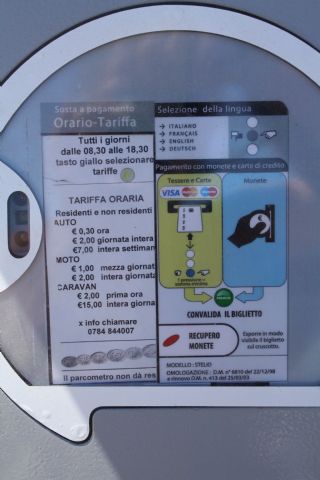 Sosta a pagamento
Orario-Tariffa
Tutti i giorni
dalle 08,30 alle 18,30
tasto giallo selezionare
tariffe
TARIFFA ORARIA
Residenti e non residenti
AUTO
€ 0,30 ora
€ 2,00 giornata intera
€7,00 intera settiman
MOTO
€ 1,00 mezza giornat
€ 2,00 intera giornata
CARAVAN
€ 2,00 prima ora
€15,00 intera giorna
x info chiamare
0784 844007
Il parcometro non dà res
Selezione della lingua
→ ITALIANO
→ FRANÇAIS
→ ENGLISH
→ DEUTSCH
Pagamento con monete e carta di credito
Tessere e Carte
VISA
Monete
CONVALIDA IL BIGLIETTO
RECUPERO
MONETE
Esporre in modo
visibile il biglietto
sul cruscotto.
MODELLO : STELIO
OMOLOGAZIONE : D.M. n° 6810 del 22/12/98
e rinnovo D.M. n. 413 del 25/03/03